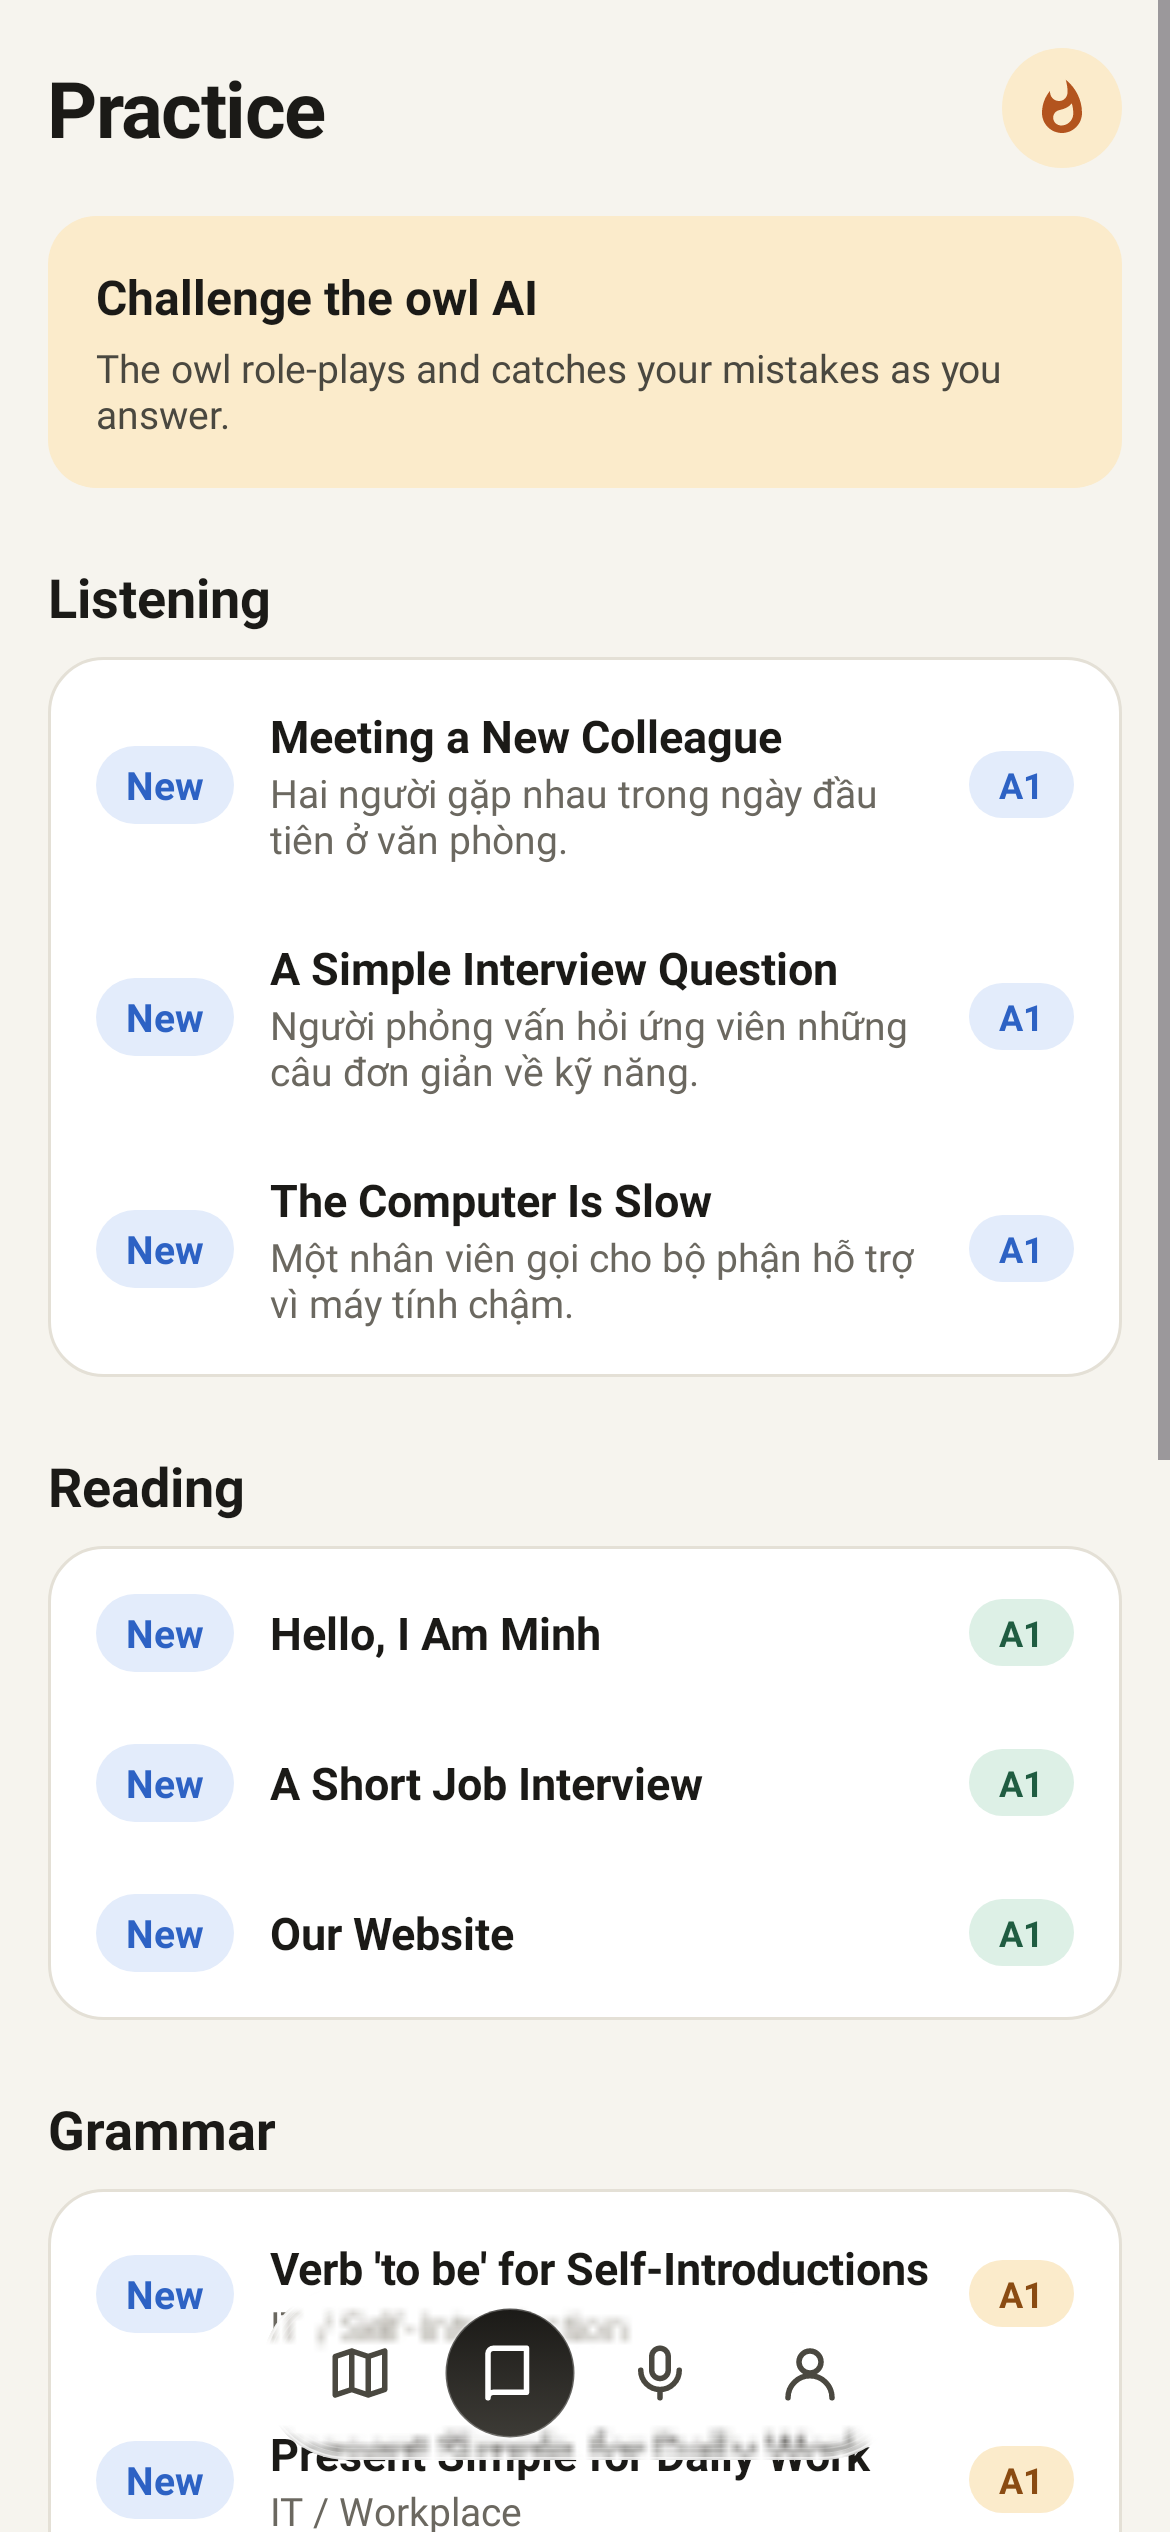 Practice
Challenge the owl AI
The owl role-plays and catches your mistakes as you
answer.
Listening
New
Meeting a New Colleague
Hai người gặp nhau trong ngày đầu
tiên ở văn phòng.
A1
New
A Simple Interview Question
Người phỏng vấn hỏi ứng viên những
câu đơn giản về kỹ năng.
A1
New
The Computer Is Slow
Một nhân viên gọi cho bộ phận hỗ trợ
vì máy tính chậm.
A1
Reading
New
Hello, I Am Minh
A1
New
A Short Job Interview
A1
New
Our Website
A1
Grammar
New
Verb 'to be' for Self-Introductions
IT / Self-
A1
New
Present Simple for Daily Work
IT / Workplace
A1